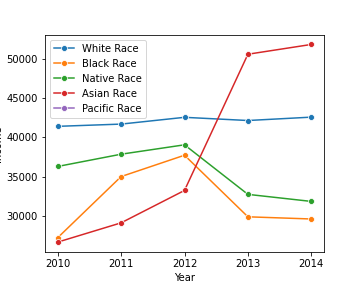 White Race
Black Race
Native Race
Asian Race
Pacific Race
50000
45000
40000
35000
30000
2010
2011
2012
2013
2014
Year